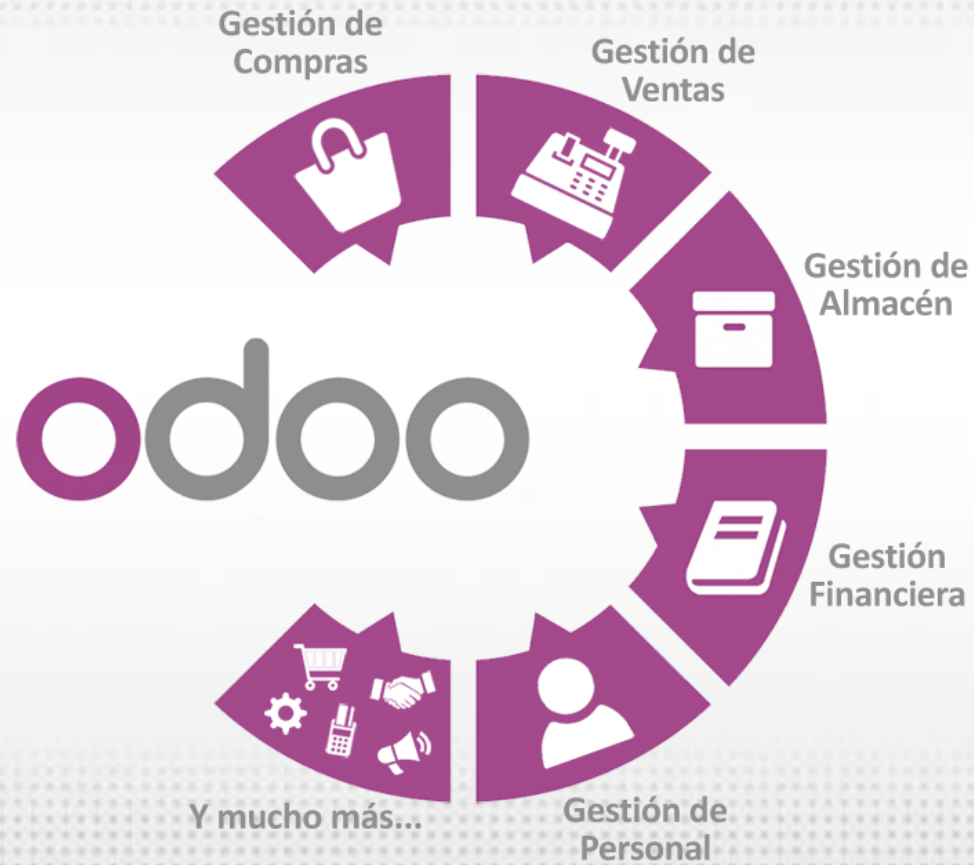 Gestión de
Compras
Gestión de
Ventas
Gestión de
Almacén
odoo
Gestión
Financiera
Gestión de
Personal
Y mucho más...